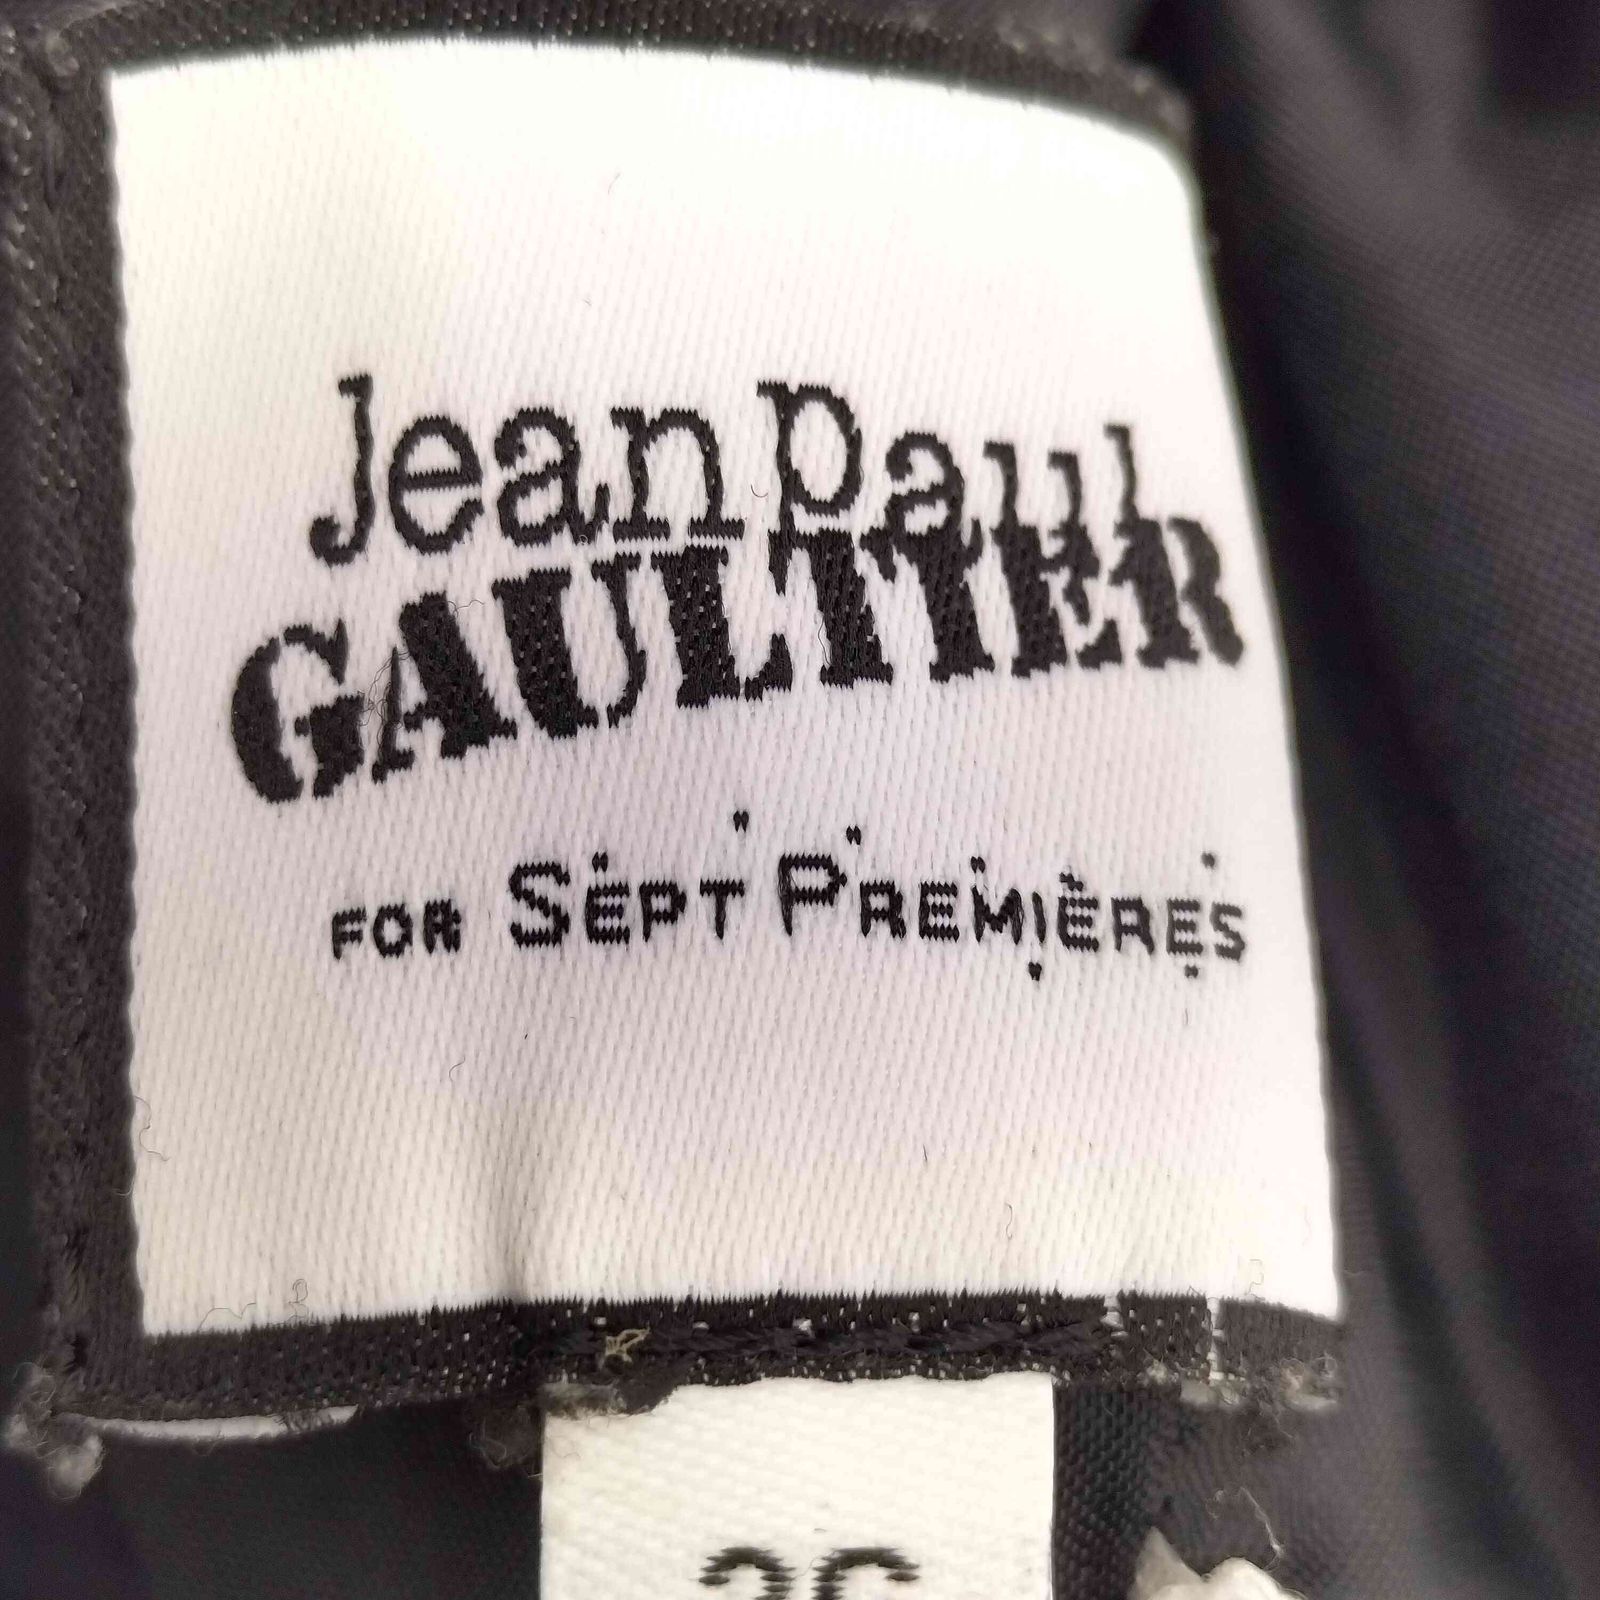 Jean Paul
GAULTIER
FOR SEPT PREMIÈRES